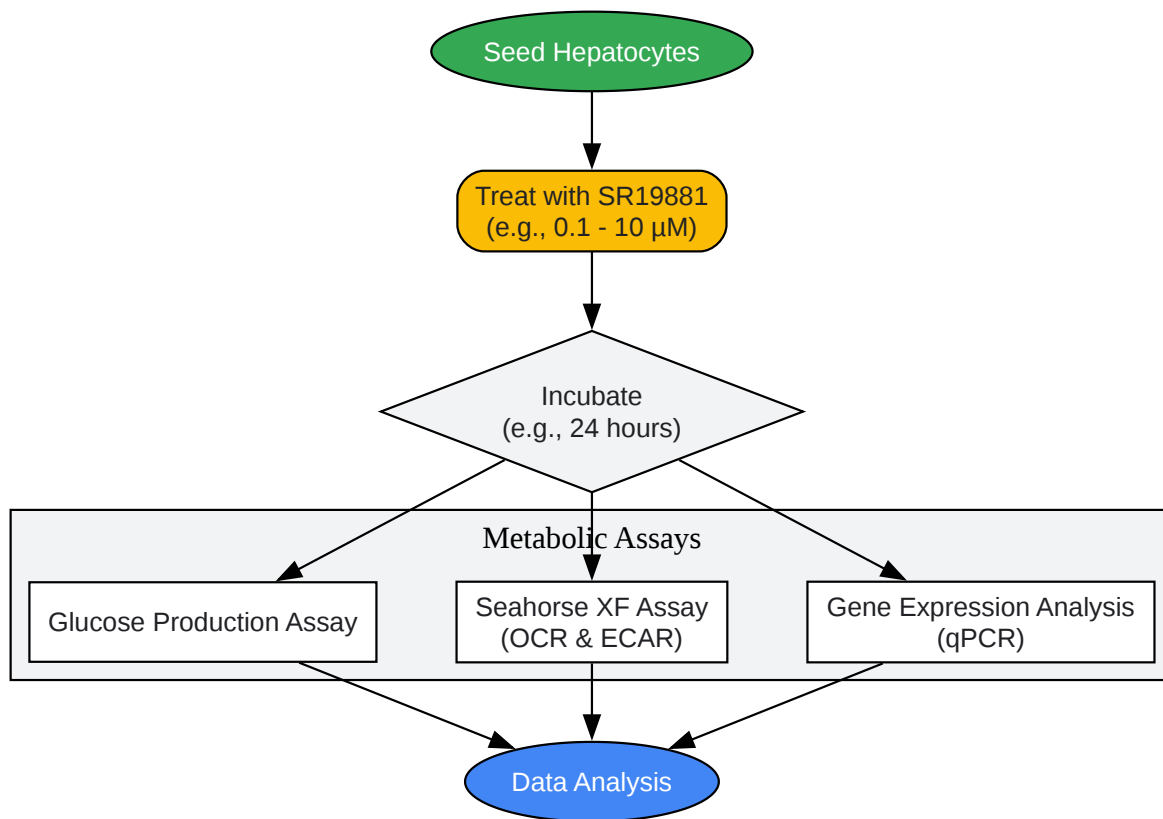 Seed Hepatocytes
Treat with SR19881
(e.g., 0.1 - 10 µM)
Incubate
(e.g., 24 hours)
Metabolic Assays
Glucose Production Assay
Seahorse XF Assay
(OCR & ECAR)
Gene Expression Analysis
(qPCR)
Data Analysis